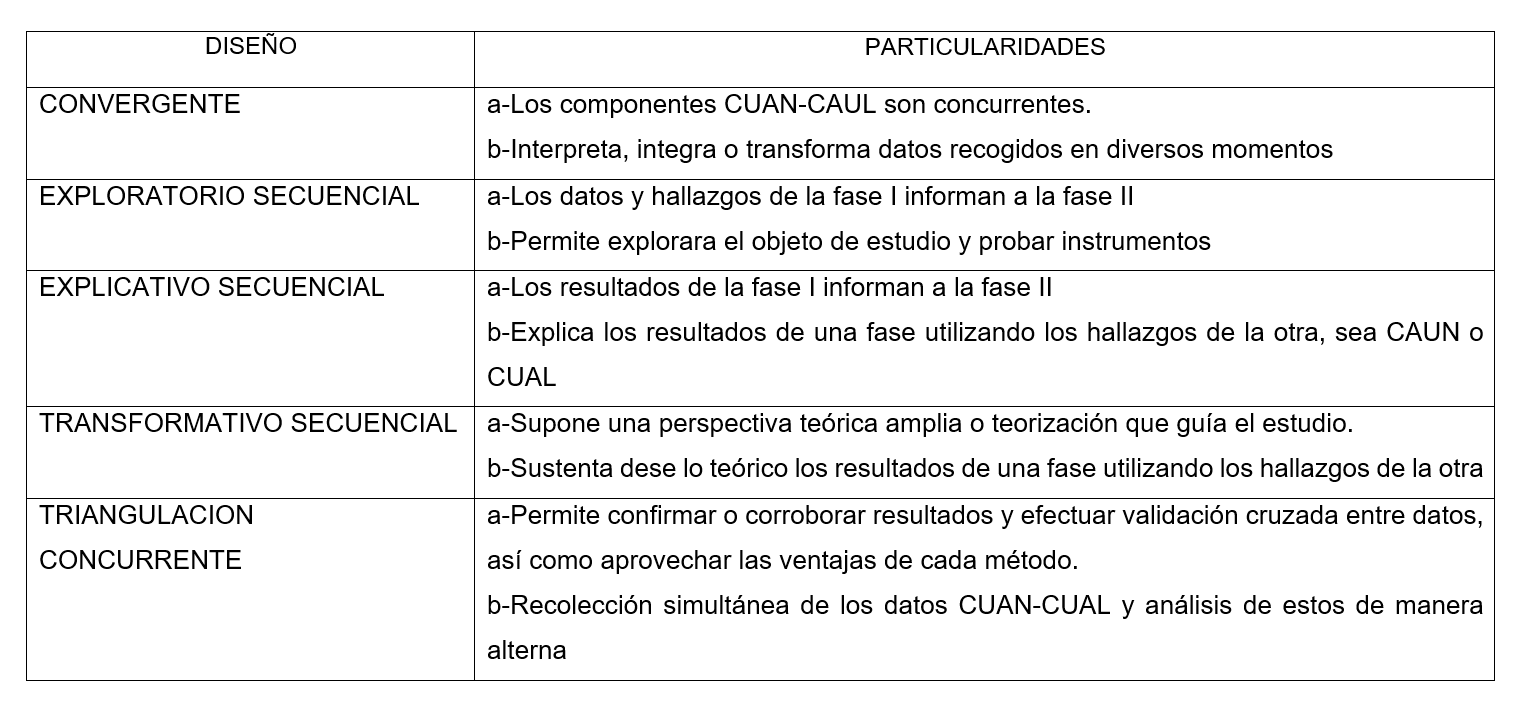 DISEÑO
PARTICULARIDADES
CONVERGENTE
a-Los componentes CUAN-CAUL son concurrentes.
b-Interpreta, integra o transforma datos recogidos en diversos momentos
EXPLORATORIO SECUENCIAL
a-Los datos y hallazgos de la fase I informan a la fase II
b-Permite explorara el objeto de estudio y probar instrumentos
EXPLICATIVO SECUENCIAL
a-Los resultados de la fase I informan a la fase II
b-Explica los resultados de una fase utilizando los hallazgos de la otra, sea CAUN o
CUAL
TRANSFORMATIVO SECUENCIAL
a-Supone una perspectiva teórica amplia o teorización que guía el estudio.
b-Sustenta dese lo teórico los resultados de una fase utilizando los hallazgos de la otra
TRIANGULACION
CONCURRENTE
a-Permite confirmar o corroborar resultados y efectuar validación cruzada entre datos,
así como aprovechar las ventajas de cada método.
b-Recolección simultánea de los datos CUAN-CUAL y análisis de estos de manera
alterna